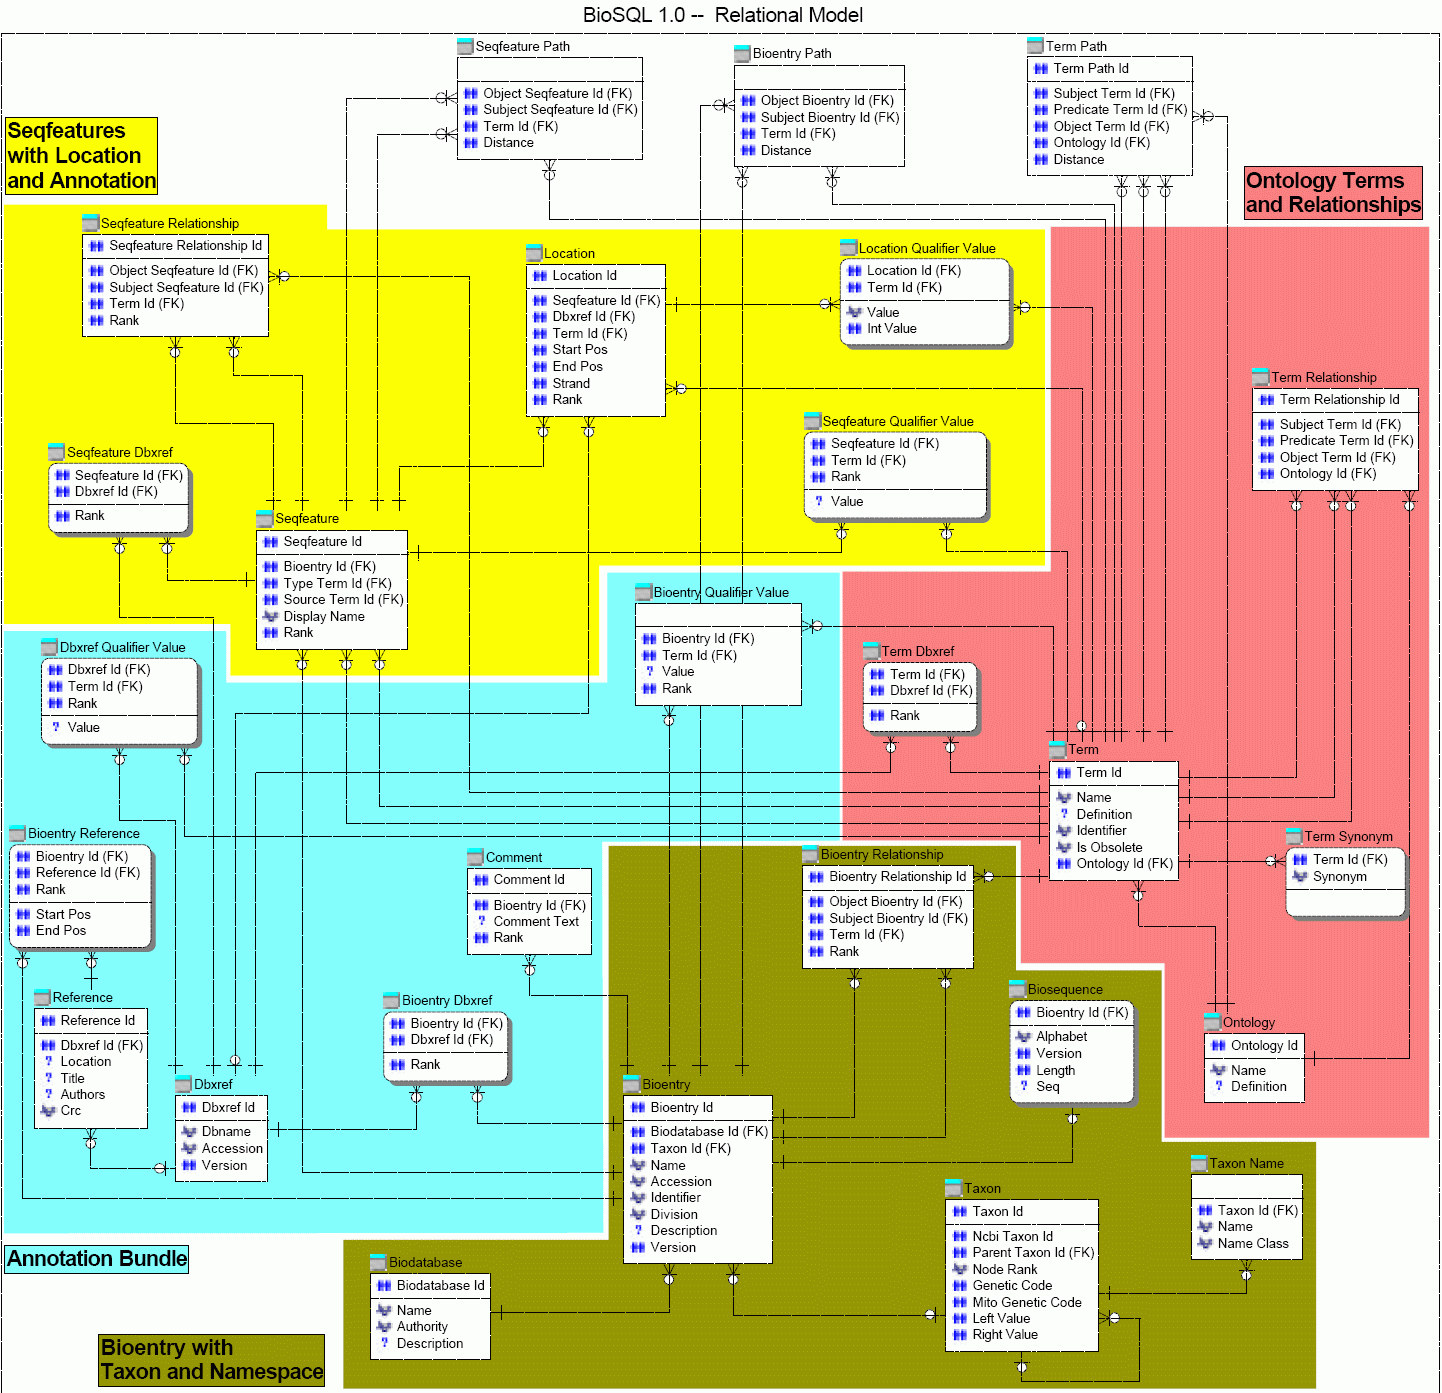 BioSQL 1.0 -- Relational Model
Seqfeature Path
Object Seqfeature Id (FK)
Subject Seqfeature Id (FK)
Term Id (FK)
Distance
Bioentry Path
Object Bioentry Id (FK)
Subject Bioentry Id (FK)
Term Id (FK)
Distance
Term Path
Term Path Id
Subject Term Id (FK)
Predicate Term Id (FK)
Object Term Id (FK)
Ontology Id (FK)
Distance
Seqfeatures
with Location
and Annotation
Ontology Terms
and Relationships
Seqfeature Relationship
Seqfeature Relationship Id
Object Seqfeature Id (FK)
Subject Seqfeature Id (FK)
Term Id (FK)
Rank
Location
Location Id
Seqfeature Id (FK)
Dbxref Id (FK)
Term Id (FK)
Start Pos
End Pos
Strand
Rank
Location Qualifier Value
Location Id (FK)
Term Id (FK)
Value
Int Value
Term Relationship
Term Relationship Id
Subject Term Id (FK)
Predicate Term Id (FK)
Object Term Id (FK)
Ontology Id (FK)
Seqfeature Dbxref
Seqfeature Id (FK)
Dbxref Id (FK)
Rank
Seqfeature Qualifier Value
Seqfeature Id (FK)
Term Id (FK)
Rank
? Value
Seqfeature
Seqfeature Id
Bioentry Id (FK)
Type Term Id (FK)
Source Term Id (FK)
Display Name
Rank
Bioentry Qualifier Value
Bioentry Id (FK)
Term Id (FK)
? Value
Rank
Dbxref Qualifier Value
Dbxref Id (FK)
Term Id (FK)
Rank
? Value
Term Dbxref
Term Id (FK)
Dbxref Id (FK)
Rank
Term
Term Id
Name
? Definition
Identifier
Is Obsolete
Ontology Id (FK)
Term Synonym
Term Id (FK)
Synonym
Bioentry Reference
Bioentry Id (FK)
Reference Id (FK)
Rank
Start Pos
End Pos
Comment
Comment Id
Bioentry Id (FK)
? Comment Text
Rank
Bioentry Relationship
Bioentry Relationship Id
Object Bioentry Id (FK)
Subject Bioentry Id (FK)
Term Id (FK)
Rank
Reference
Reference Id
Dbxref Id (FK)
? Location
? Title
? Authors
Crc
Bioentry Dbxref
Bioentry Id (FK)
Dbxref Id (FK)
Rank
Biosequence
Bioentry Id (FK)
Alphabet
Version
Length
? Seq
Ontology
Ontology Id
Name
? Definition
Dbxref
Dbxref Id
Dbname
Accession
Version
Bioentry
Bioentry Id
Biodatabase Id (FK)
Taxon Id (FK)
Name
Accession
Identifier
Division
? Description
Version
Taxon
Taxon Id
Ncbi Taxon Id
Parent Taxon Id (FK)
Node Rank
Genetic Code
Mito Genetic Code
Left Value
Right Value
Taxon Name
Taxon Id (FK)
Name
Name Class
Annotation Bundle
Biodatabase
Biodatabase Id
Name
Authority
? Description
Bioentry with
Taxon and Namespace